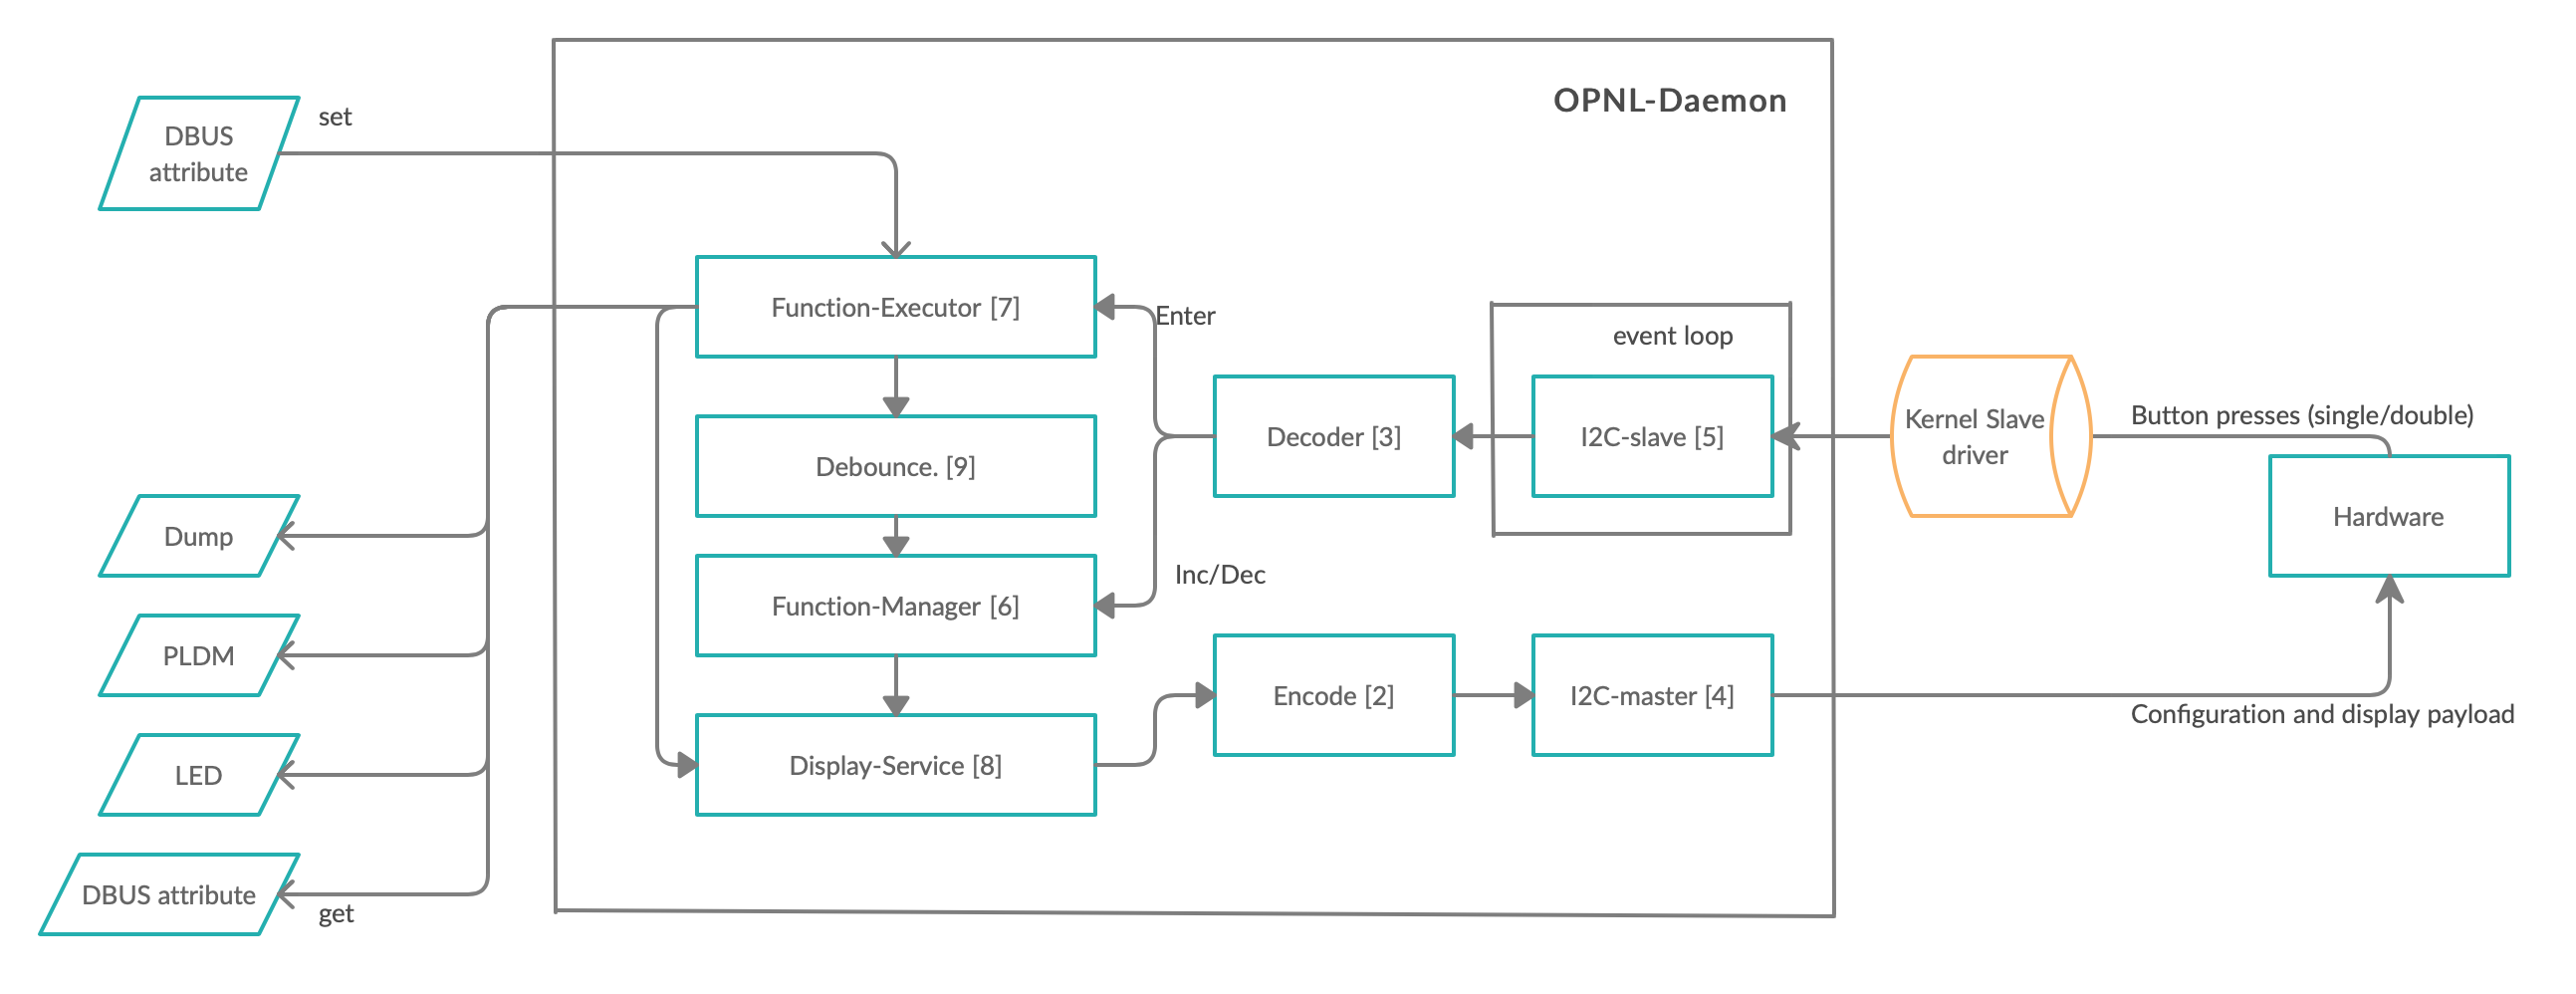 OPNL-Daemon
DBUS
attribute
set
Function-Executor [7]
Enter
event loop
Debounce. [9]
Decoder [3]
I2C-slave [5]
Kernel Slave
driver
Button presses (single/double)
Hardware
Dump
Inc/Dec
Function-Manager [6]
PLDM
Encode [2]
I2C-master [4]
Configuration and display payload
LED
Display-Service [8]
DBUS attribute
get